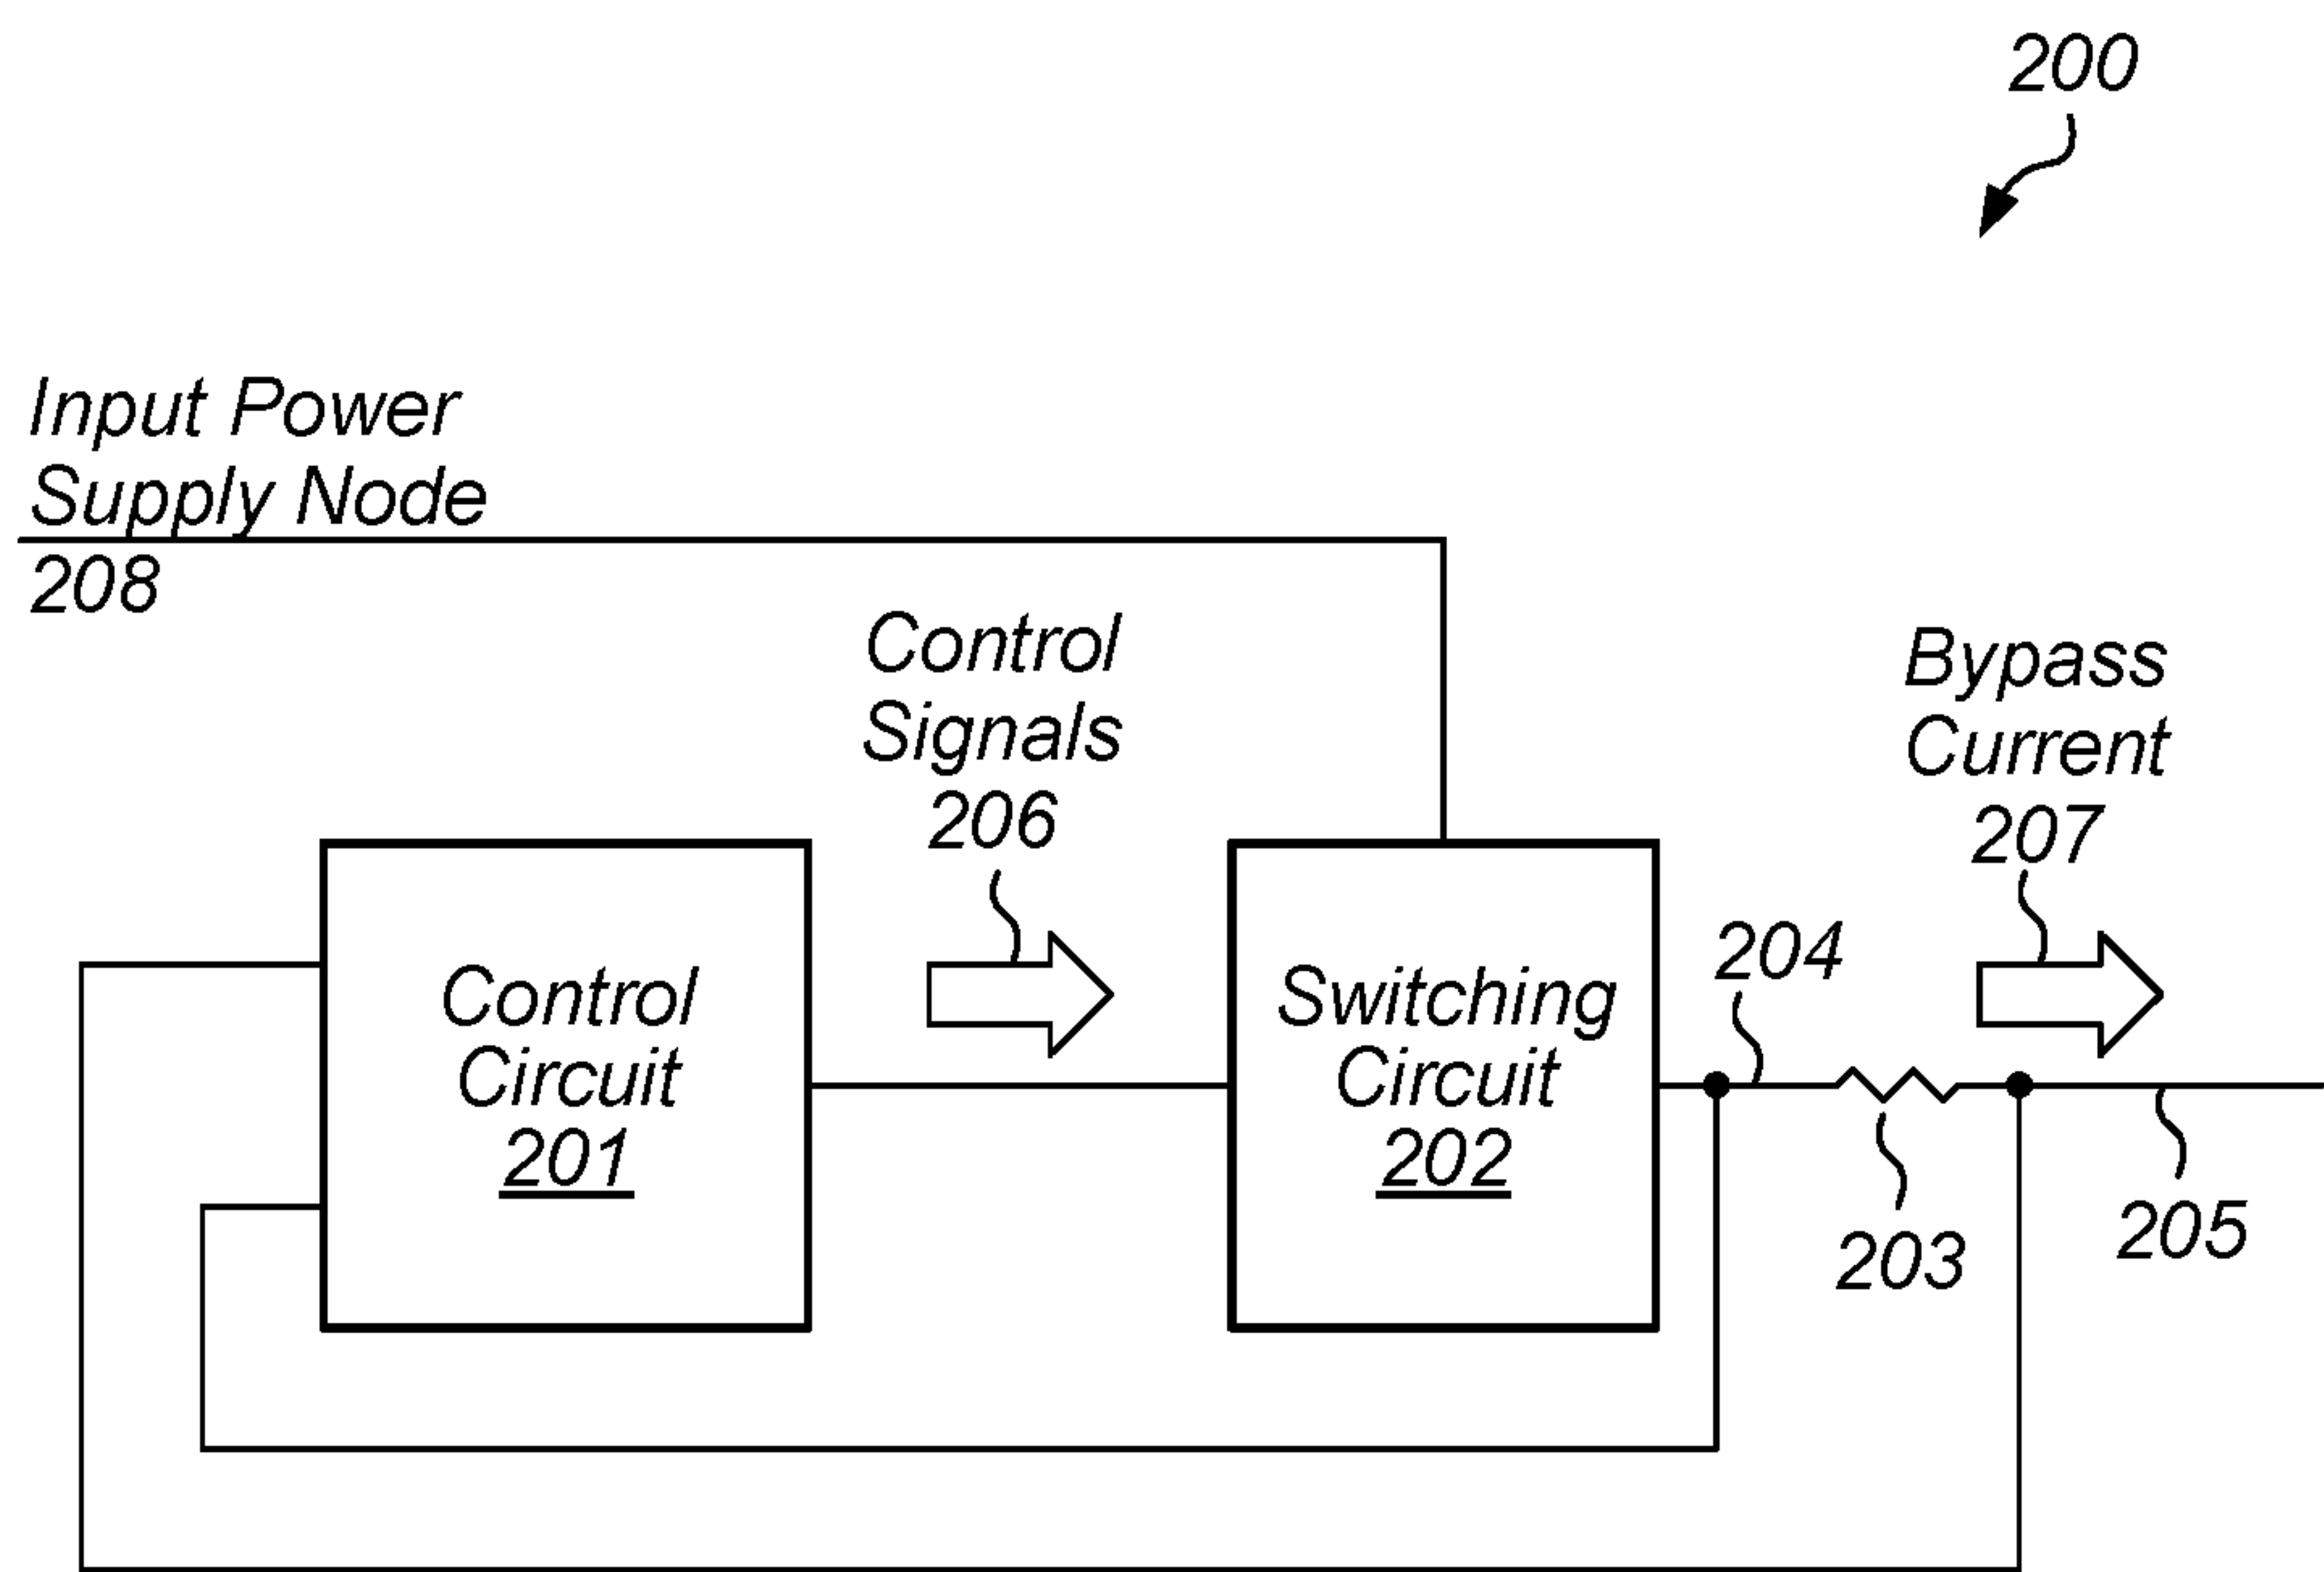 200
Input Power
Supply Node
208
Control
Signals
206
Bypass
Current
207
Control
Circuit
201
Switching
Circuit
202
204
203
205